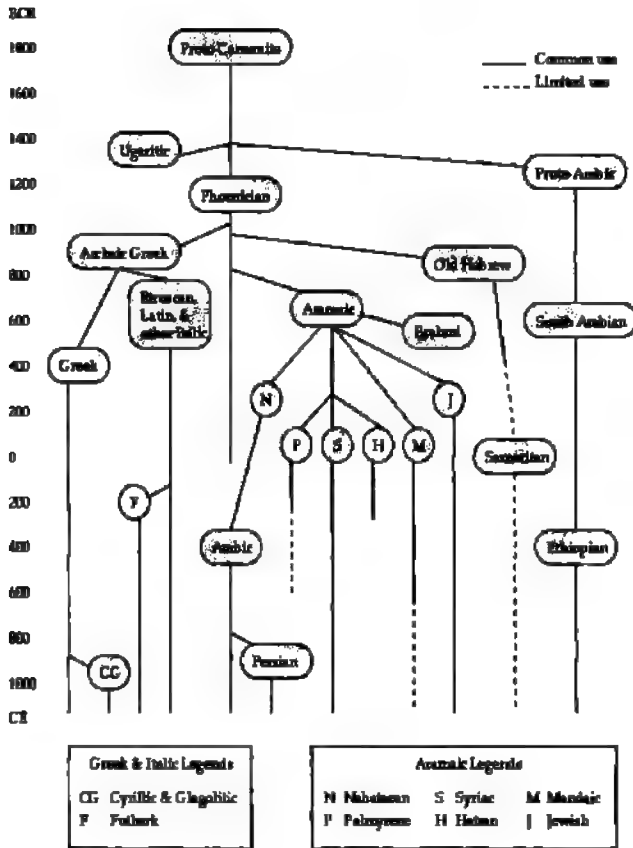 BCE
1800
Proto-Canaanite
Common use
1600
Limited use
1400
Ugaritic
Proto-Arabic
1200
Phoenician
1000
Archaic Greek
Old Hebrew
800
Etruscan,
Latin, &
other Italic
Aramaic
Brahmi
South Arabian
600
Greek
400
N
J
200
P
S
H
M
0
Samaritan
200
F
Arabic
Ethiopian
400
600
800
CG
Persian
1000
CE
Greek & Italic Legends
CG Cyrillic & Glagolitic
F Futhark
Aramaic Legends
N Nabataean S Syriac M Mandaic
P Palmyrene H Hatran J Jewish